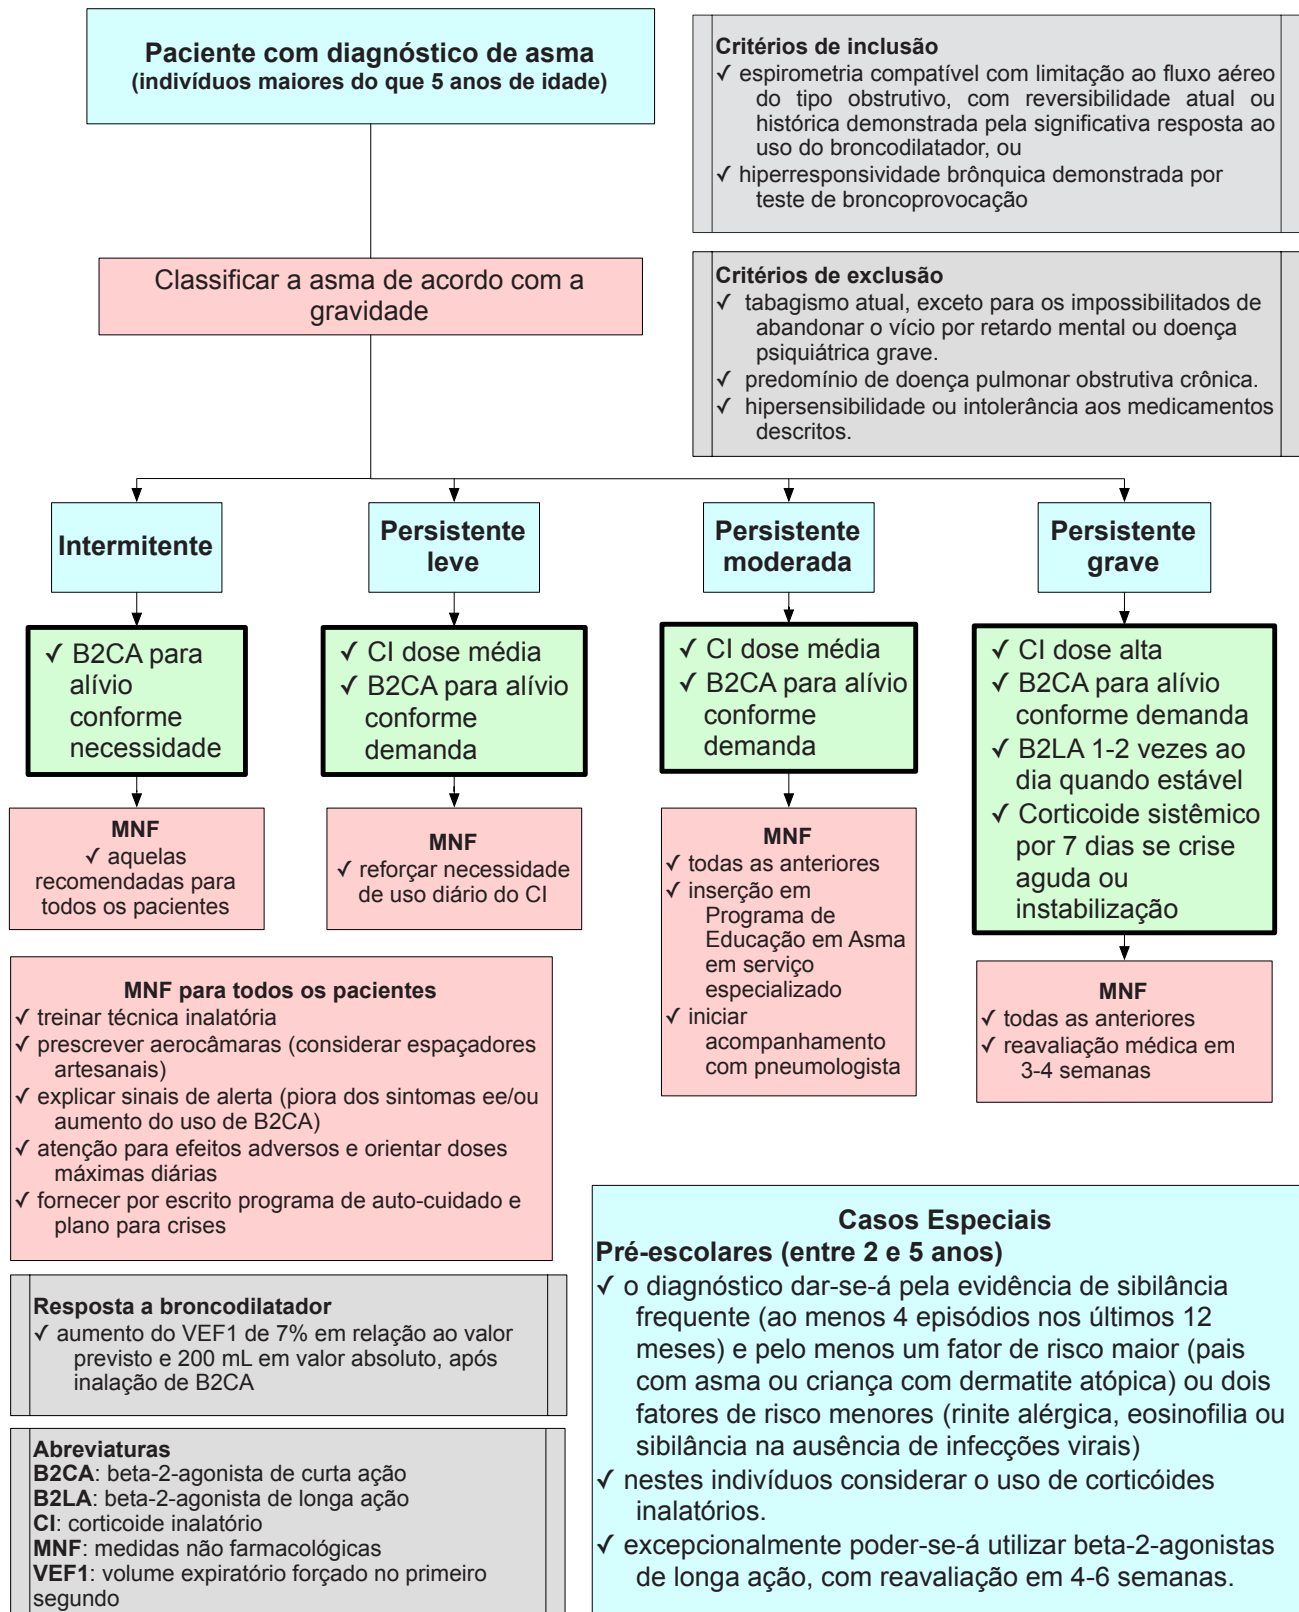 Paciente com diagnóstico de asma
(indivíduos maiores do que 5 anos de idade)
Critérios de inclusão
✓ espirometria compatível com limitação ao fluxo aéreo
do tipo obstrutivo, com reversibilidade atual ou
histórica demonstrada pela significativa resposta ao
uso do broncodilatador, ou
✓ hiperresponsividade brônquica demonstrada por
teste de broncoprovocação
Classificar a asma de acordo com a
gravidade
Critérios de exclusão
✓ tabagismo atual, exceto para os impossibilitados de
abandonar o vício por retardo mental ou doença
psiquiátrica grave.
✓ predomínio de doença pulmonar obstrutiva crônica.
✓ hipersensibilidade ou intolerância aos medicamentos
descritos.
Intermitente
✓ B2CA para
alívio
conforme
necessidade
MNF
✓ aquelas
recomendadas para
todos os pacientes
Persistente
leve
✓ CI dose média
✓ B2CA para alívio
conforme
demanda
MNF
✓ reforçar necessidade
de uso diário do CI
Persistente
moderada
✓ CI dose média
✓ B2CA para alívio
conforme
demanda
MNF
✓ todas as anteriores
✓ inserção em
Programa de
Educação em Asma
em serviço
especializado
✓ iniciar
acompanhamento
com pneumologista
Persistente
grave
✓ CI dose alta
✓ B2CA para alívio
conforme demanda
✓ B2LA 1-2 vezes ao
dia quando estável
✓ Corticoide sistêmico
por 7 dias se crise
aguda ou
instabilização
MNF
✓ todas as anteriores
✓ reavaliação médica em
3-4 semanas
MNF para todos os pacientes
✓ treinar técnica inalatória
✓ prescrever aerocâmaras (considerar espaçadores
artesanais)
✓ explicar sinais de alerta (piora dos sintomas ee/ou
aumento do uso de B2CA)
✓ atenção para efeitos adversos e orientar doses
máximas diárias
✓ fornecer por escrito programa de auto-cuidado e
plano para crises
Resposta a broncodilatador
✓ aumento do VEF1 de 7% em relação ao valor
previsto e 200 mL em valor absoluto, após
inalação de B2CA
Abreviaturas
B2CA: beta-2-agonista de curta ação
B2LA: beta-2-agonista de longa ação
CI: corticoide inalatório
MNF: medidas não farmacológicas
VEF1: volume expiratório forçado no primeiro
segundo
Casos Especiais
Pré-escolares (entre 2 e 5 anos)
✓ o diagnóstico dar-se-á pela evidência de sibilância
frequente (ao menos 4 episódios nos últimos 12
meses) e pelo menos um fator de risco maior (pais
com asma ou criança com dermatite atópica) ou dois
fatores de risco menores (rinite alérgica, eosinofilia ou
sibilância na ausência de infecções virais)
✓ nestes indivíduos considerar o uso de corticóides
inalatórios.
✓ excepcionalmente poder-se-á utilizar beta-2-agonistas
de longa ação, com reavaliação em 4-6 semanas.